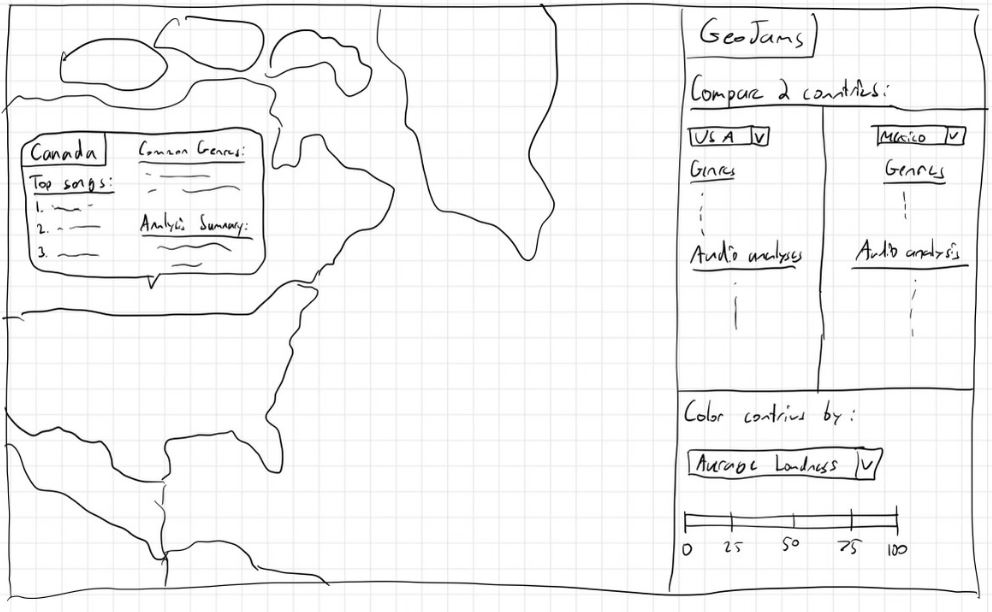 Canada
Top songs:
1.
2.
3.
Common Genres:
Analysis Summary:
GeoJams
Compare 2 countries:
USA
Genres
Audio analyses
Mexico
Genres
Audio analysis
Color countries by:
Average Loudness
0 25 50 75 100